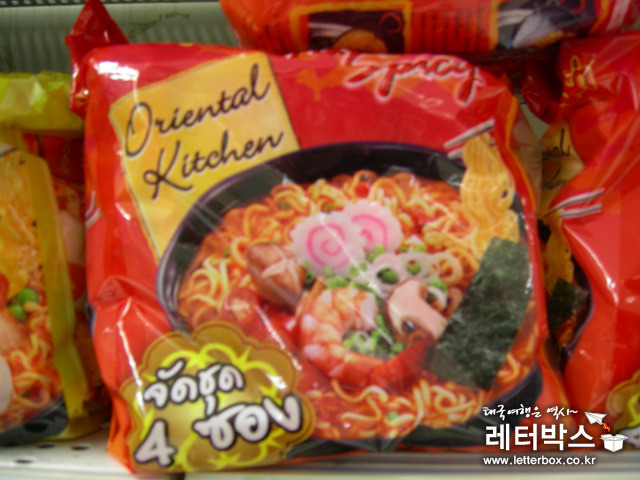 Spicy
Oriental
Kitchen
จัดชุด
4 ซอง
태국여행은 역시~
레터박스
www.letterbox.co.kr